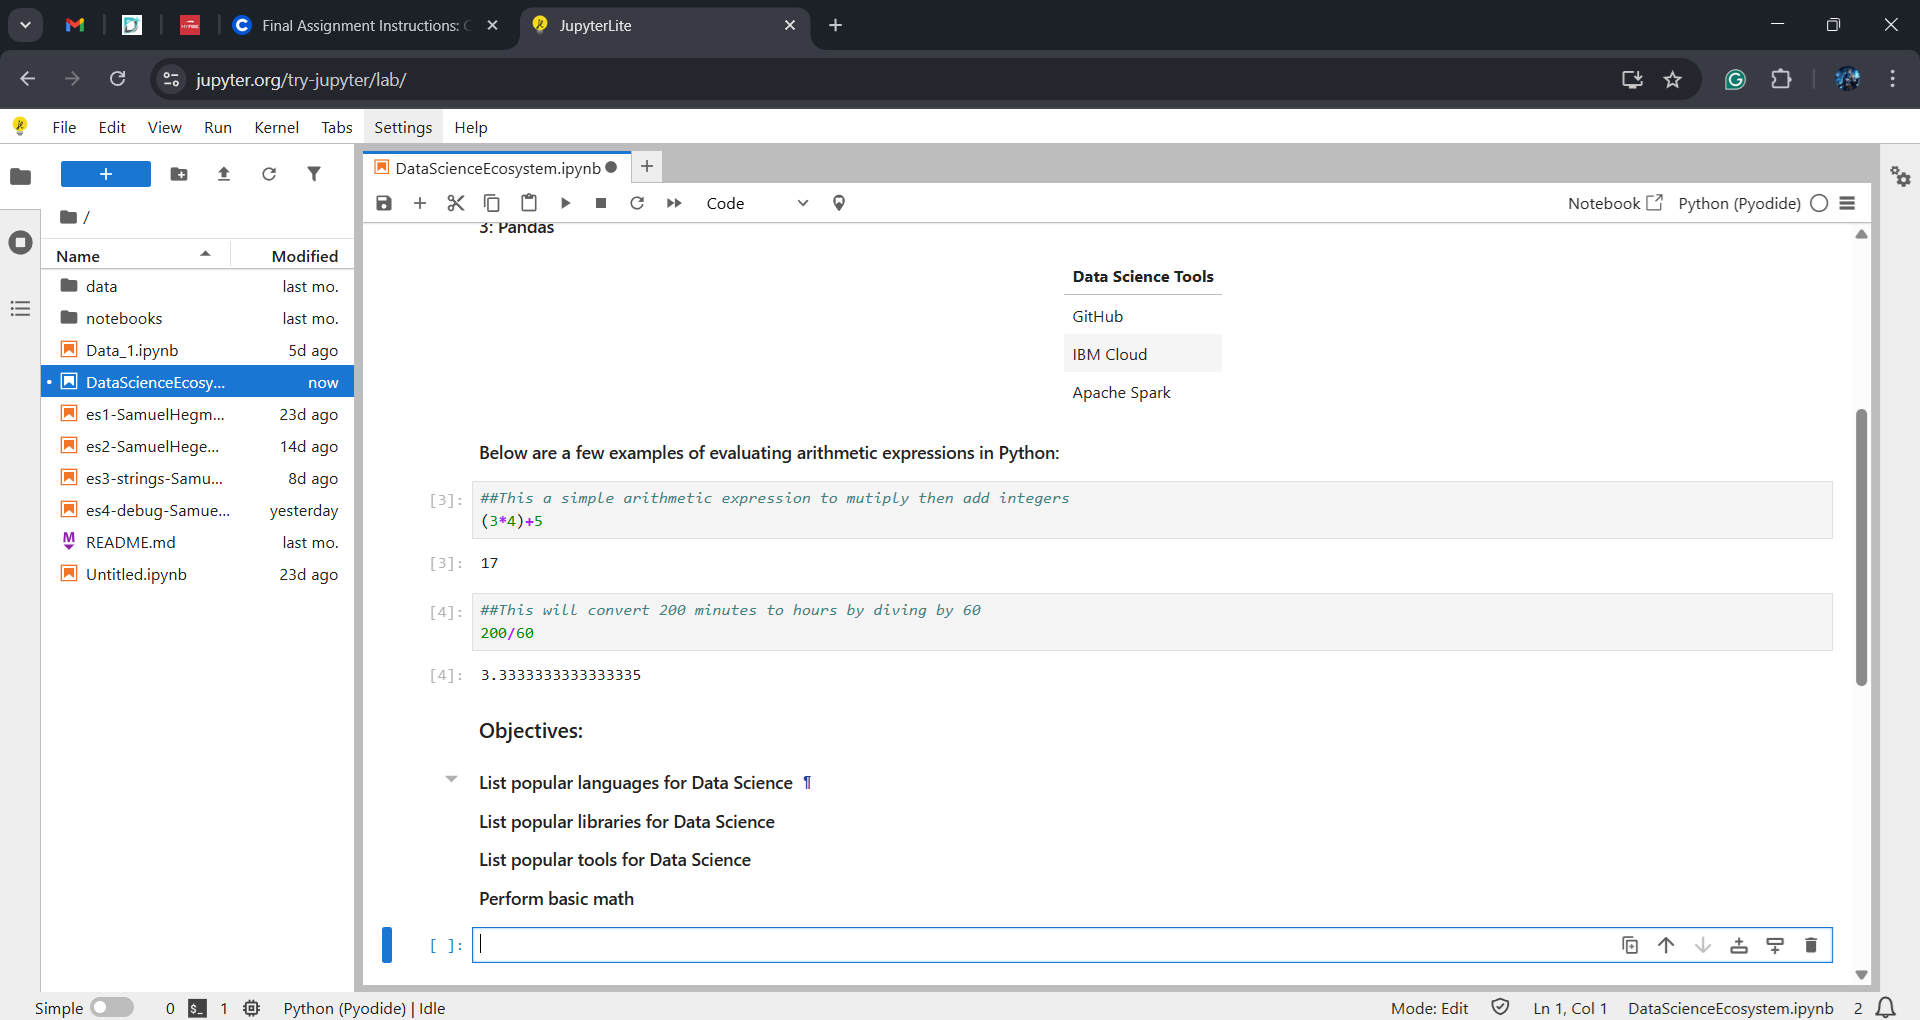 Final Assignment Instructions: C
JupyterLite
jupyter.org/try-jupyter/lab/
File Edit View Run Kernel Tabs Settings Help
DataScienceEcosystem.ipynb
Code
Notebook
Python (Pyodide)
/
Name Modified
data last mo.
notebooks last mo.
Data_1.ipynb 5d ago
DataScienceEcosy... now
es1-SamuelHegm... 23d ago
es2-SamuelHege... 14d ago
es3-strings-Samu... 8d ago
es4-debug-Samue... yesterday
README.md last mo.
Untitled.ipynb 23d ago
3: Pandas
Data Science Tools
GitHub
IBM Cloud
Apache Spark
Below are a few examples of evaluating arithmetic expressions in Python:
[3]: ##This a simple arithmetic expression to mutiply then add integers
(3*4)+5
[3]: 17
[4]: ##This will convert 200 minutes to hours by diving by 60
200/60
[4]: 3.3333333333333335
Objectives:
List popular languages for Data Science ¶
List popular libraries for Data Science
List popular tools for Data Science
Perform basic math
[ ]:
Simple 0 $_ 1 Python (Pyodide) | Idle Mode: Edit Ln 1, Col 1 DataScienceEcosystem.ipynb 2